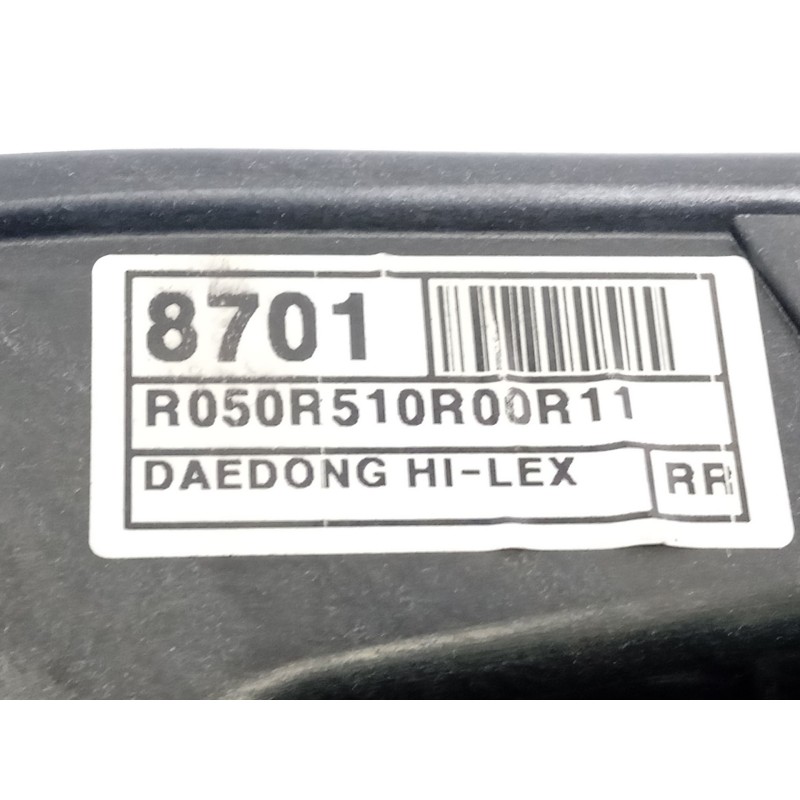 8701
R050R510R00R11
DAEDONG HI-LEX
RR